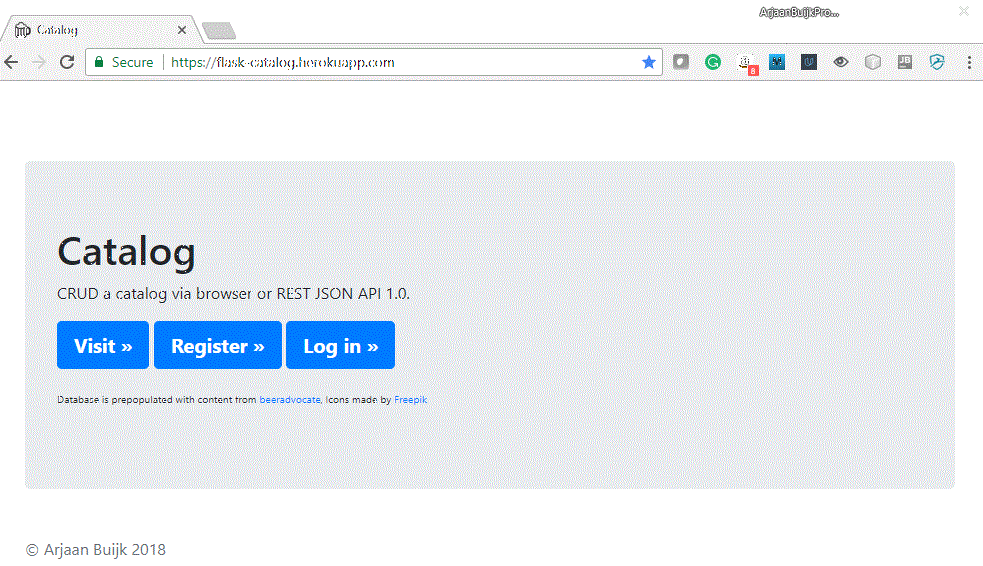 ArjaanBuijkPro...
Catalog
Secure
https://flask-catalog.herokuapp.com
8
JB
Catalog
CRUD a catalog via browser or REST JSON API 1.0.
Visit » Register » Log in »
Database is prepopulated with content from beeradvocate, Icons made by Freepik
© Arjaan Buijk 2018